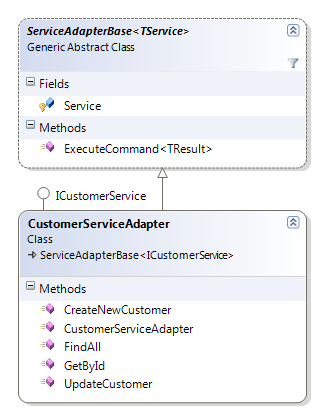 ServiceAdapterBase<TService>
Generic Abstract Class
Fields
Service
Methods
ExecuteCommand<TResult>
ICustomerService
CustomerServiceAdapter
Class
ServiceAdapterBase<ICustomerService>
Methods
CreateNewCustomer
CustomerServiceAdapter
FindAll
GetById
UpdateCustomer